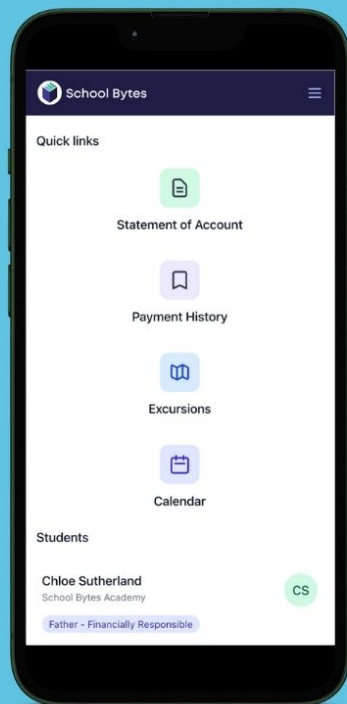 School Bytes
Quick links
Statement of Account
Payment History
Excursions
Calendar
Students
Chloe Sutherland
School Bytes Academy
CS
Father - Financially Responsible